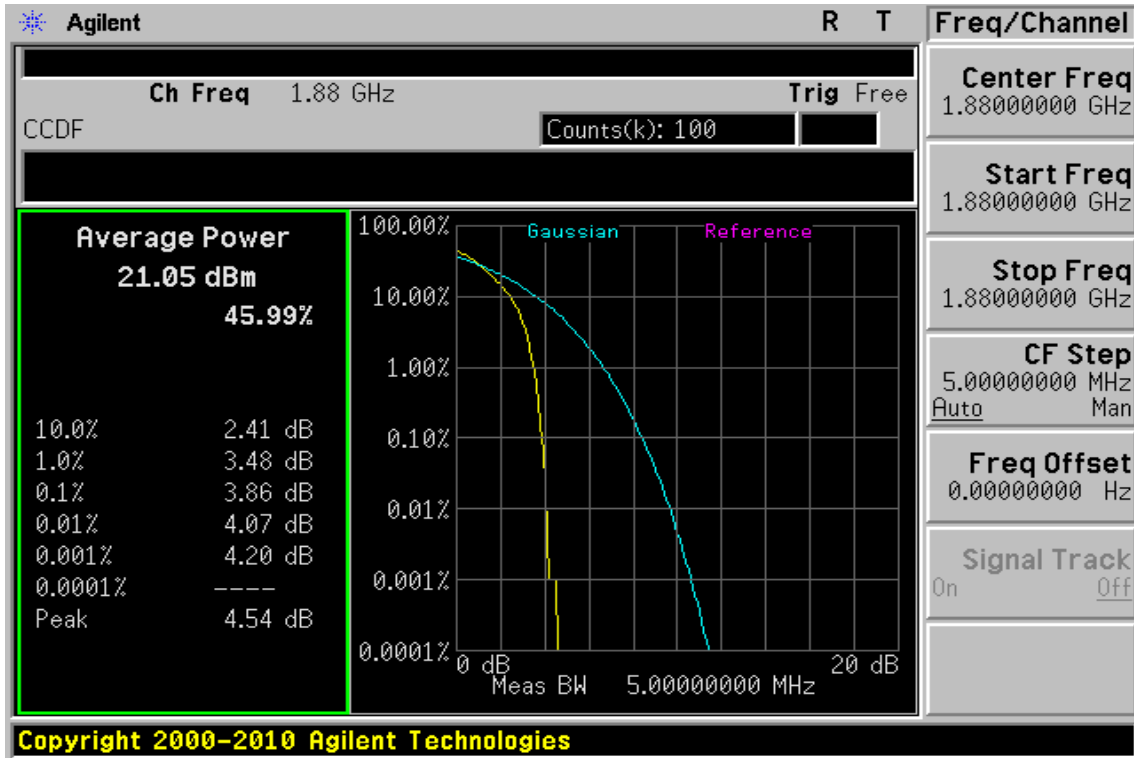 Agilent R T
Ch Freq 1.88 GHz Trig Free
CCDF Counts(k): 100
Average Power
21.05 dBm
45.99%
10.0% 2.41 dB
1.0% 3.48 dB
0.1% 3.86 dB
0.01% 4.07 dB
0.001% 4.20 dB
0.0001% ----
Peak 4.54 dB
Gaussian Reference
100.00%
10.00%
1.00%
0.10%
0.01%
0.001%
0.0001%
0 dB 20 dB
Meas BW 5.00000000 MHz
Freq/Channel
Center Freq
1.88000000 GHz
Start Freq
1.88000000 GHz
Stop Freq
1.88000000 GHz
CF Step
5.00000000 MHz
Auto Man
Freq Offset
0.00000000 Hz
Signal Track
On Off
Copyright 2000-2010 Agilent Technologies